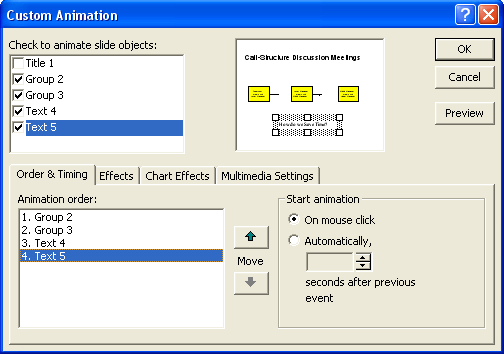 Custom Animation
Check to animate slide objects:
Title 1
Group 2
Group 3
Text 4
Text 5
Call-Structure Discussion Meetings
OK
Cancel
Preview
Order & Timing
Effects
Chart Effects
Multimedia Settings
Animation order:
1. Group 2
2. Group 3
3. Text 4
4. Text 5
Move
Start animation
On mouse click
Automatically,
seconds after previous
event